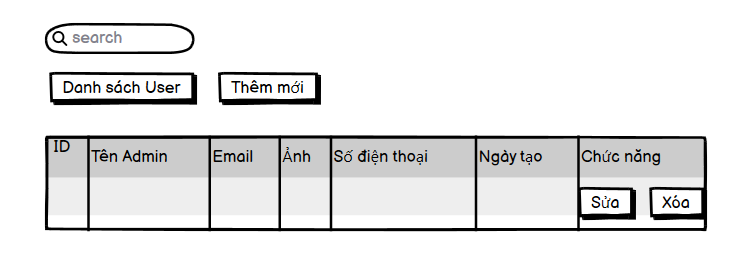 search
Danh sách User
Thêm mới
ID
Tên Admin
Email
Ảnh
Số điện thoại
Ngày tạo
Chức năng
Sửa
Xóa